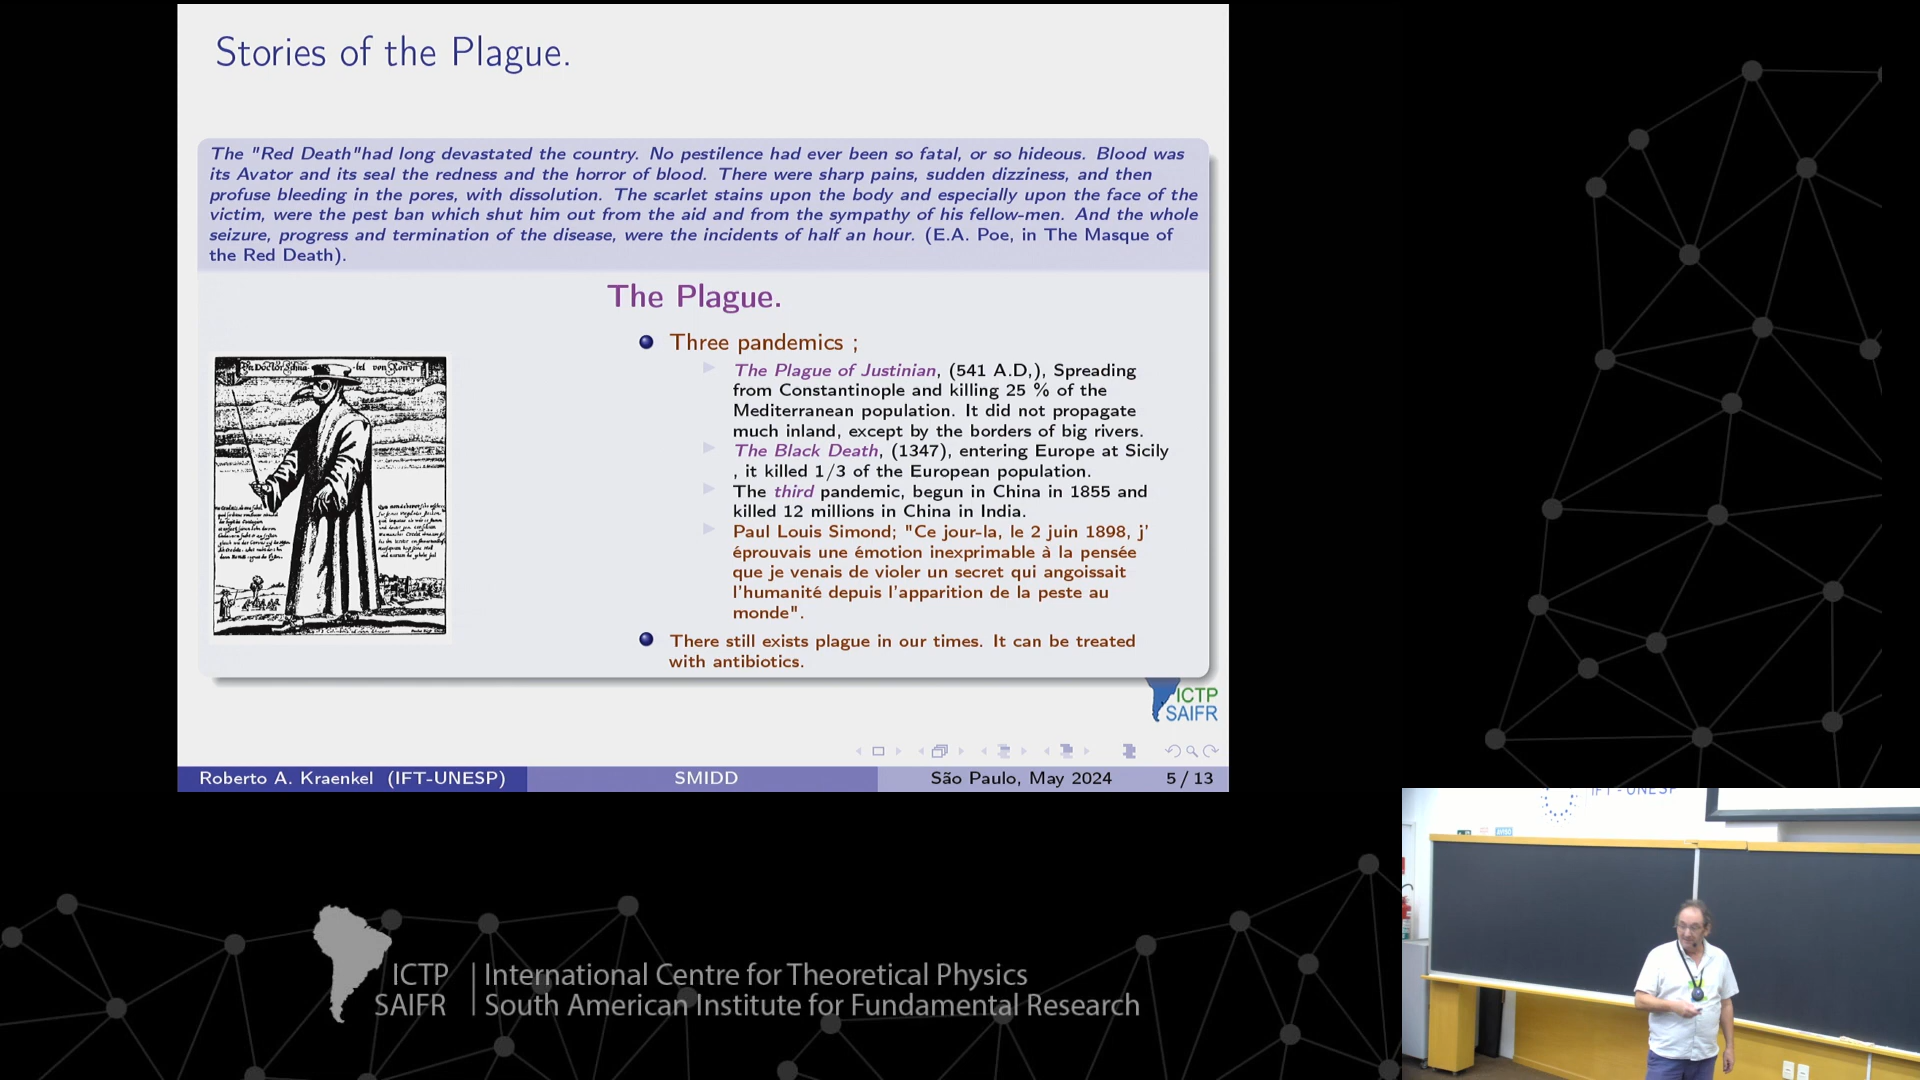 Stories of the Plague.
The "Red Death"had long devastated the country. No pestilence had ever been so fatal, or so hideous. Blood was
its Avator and its seal the redness and the horror of blood. There were sharp pains, sudden dizziness, and then
profuse bleeding in the pores, with dissolution. The scarlet stains upon the body and especially upon the face of the
victim, were the pest ban which shut him out from the aid and from the sympathy of his fellow-men. And the whole
seizure, progress and termination of the disease, were the incidents of half an hour. (E.A. Poe, in The Masque of
the Red Death).
The Plague.
Three pandemics ;
The Plague of Justinian, (541 A.D,), Spreading
from Constantinople and killing 25 % of the
Mediterranean population. It did not propagate
much inland, except by the borders of big rivers.
The Black Death, (1347), entering Europe at Sicily
, it killed 1/3 of the European population.
The third pandemic, begun in China in 1855 and
killed 12 millions in China in India.
Paul Louis Simond; "Ce jour-la, le 2 juin 1898, j'
éprouvais une émotion inexprimable à la pensée
que je venais de violer un secret qui angoissait
l'humanité depuis l'apparition de la peste au
monde".
There still exists plague in our times. It can be treated
with antibiotics.
ICTP
SAIFR
Roberto A. Kraenkel (IFT-UNESP) SMIDD São Paulo, May 2024 5 / 13
IFT - UNESP
ICTP | International Centre for Theoretical Physics
SAIFR | South American Institute for Fundamental Research